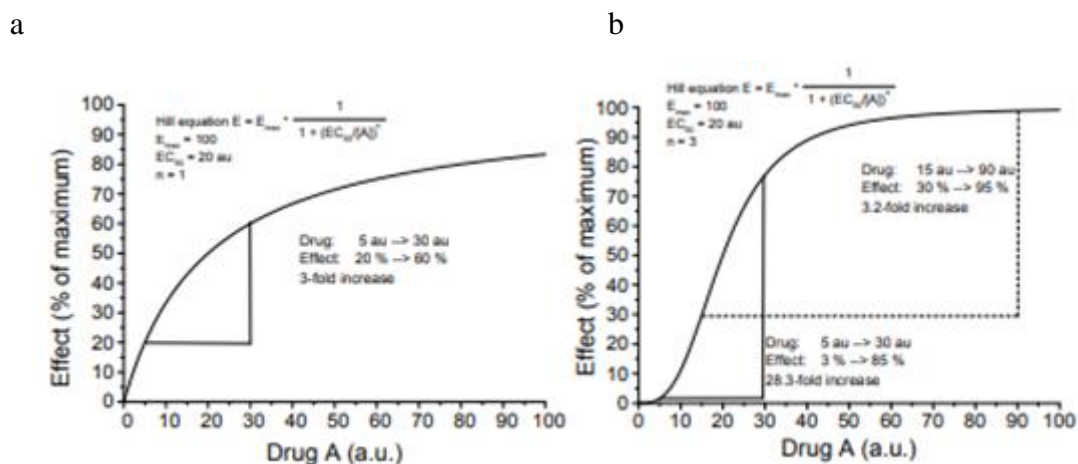 a
b
Hill equation E = Emax * 1
1 + (EC50/[A])^n
Emax = 100
EC50 = 20 au
n = 1
100
90
80
70
60
50
40
30
20
10
0
Effect (% of maximum)
Drug: 5 au -->30 au
Effect: 20 % -->60 %
3-fold increase
0 10 20 30 40 50 60 70 80 90 100
Drug A (a.u.)
Hill equation E = Emax * 1
1 + (EC50/[A])^n
Emax = 100
EC50 = 20 au
n = 3
100
90
80
70
60
50
40
30
20
10
0
Effect (% of maximum)
Drug: 15 au -->90 au
Effect: 30 % -->95 %
3.2-fold increase
Drug: 5 au -->30 au
Effect: 3 % -->85 %
28.3-fold increase
0 10 20 30 40 50 60 70 80 90 100
Drug A (a.u.)